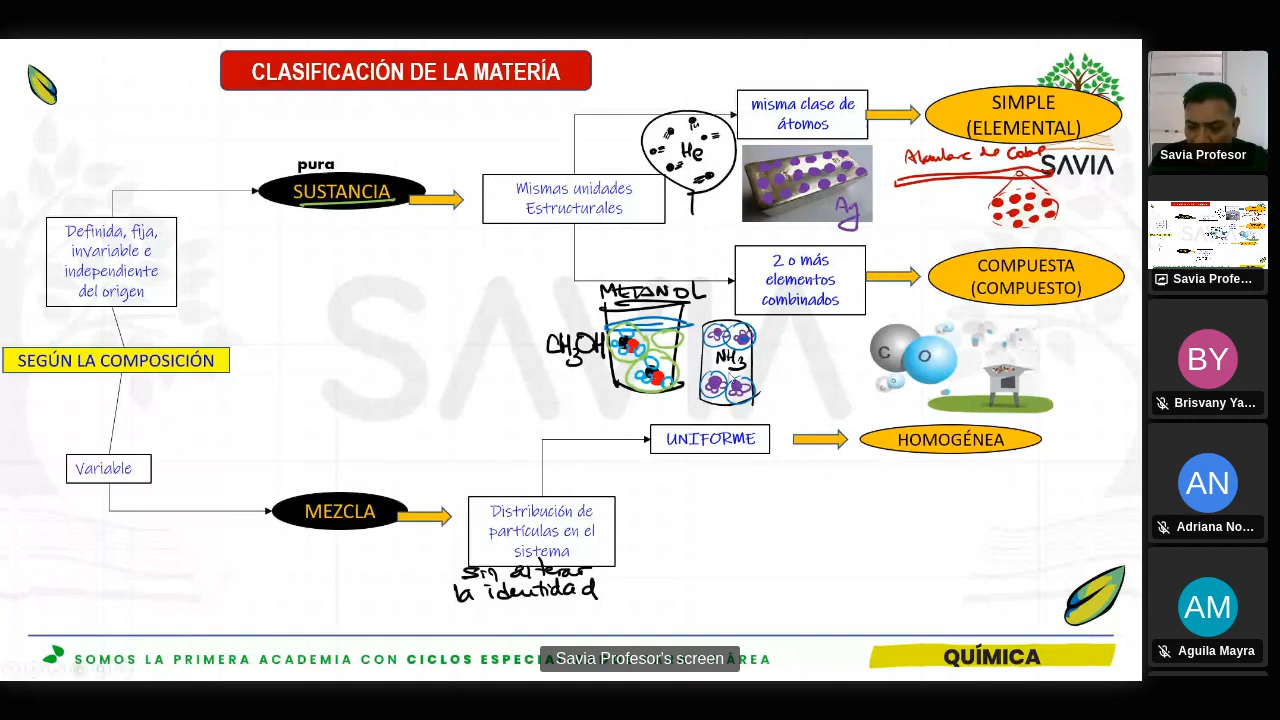 CLASIFICACIÓN DE LA MATERÍA
misma clase de
átomos
SIMPLE
(ELEMENTAL)
He
Alambre de Cobre
SAVIA
Ag
pura
SUSTANCIA
Mismas unidades
Estructurales
Definida, fija,
invariable e
independiente
del origen
2 o más
elementos
combinados
COMPUESTA
(COMPUESTO)
METANOL
CH3OH
NH3
C
O
SEGÚN LA COMPOSICIÓN
SAVIA
UNIFORME
HOMOGÉNEA
Variable
MEZCLA
Distribución de
partículas en el
sistema
sin alterar
la identidad
SOMOS LA PRIMERA ACADEMIA CON CICLOS ESPECIA
ÁREA
Savia Profesor's screen
QUÍMICA
Savia Profesor
Savia Profe...
BY
Brisvany Ya...
AN
Adriana No...
AM
Aguila Mayra